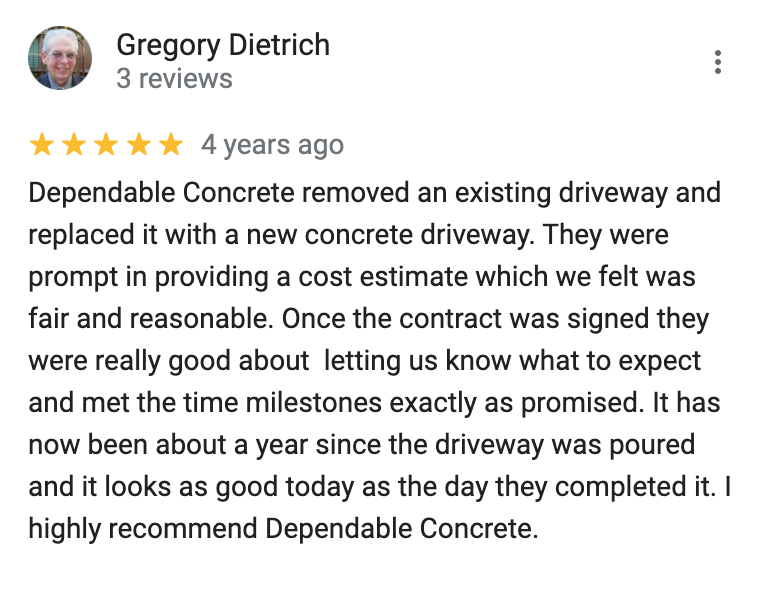 Gregory Dietrich
3 reviews
4 years ago
Dependable Concrete removed an existing driveway and
replaced it with a new concrete driveway. They were
prompt in providing a cost estimate which we felt was
fair and reasonable. Once the contract was signed they
were really good about  letting us know what to expect
and met the time milestones exactly as promised. It has
now been about a year since the driveway was poured
and it looks as good today as the day they completed it. I
highly recommend Dependable Concrete.